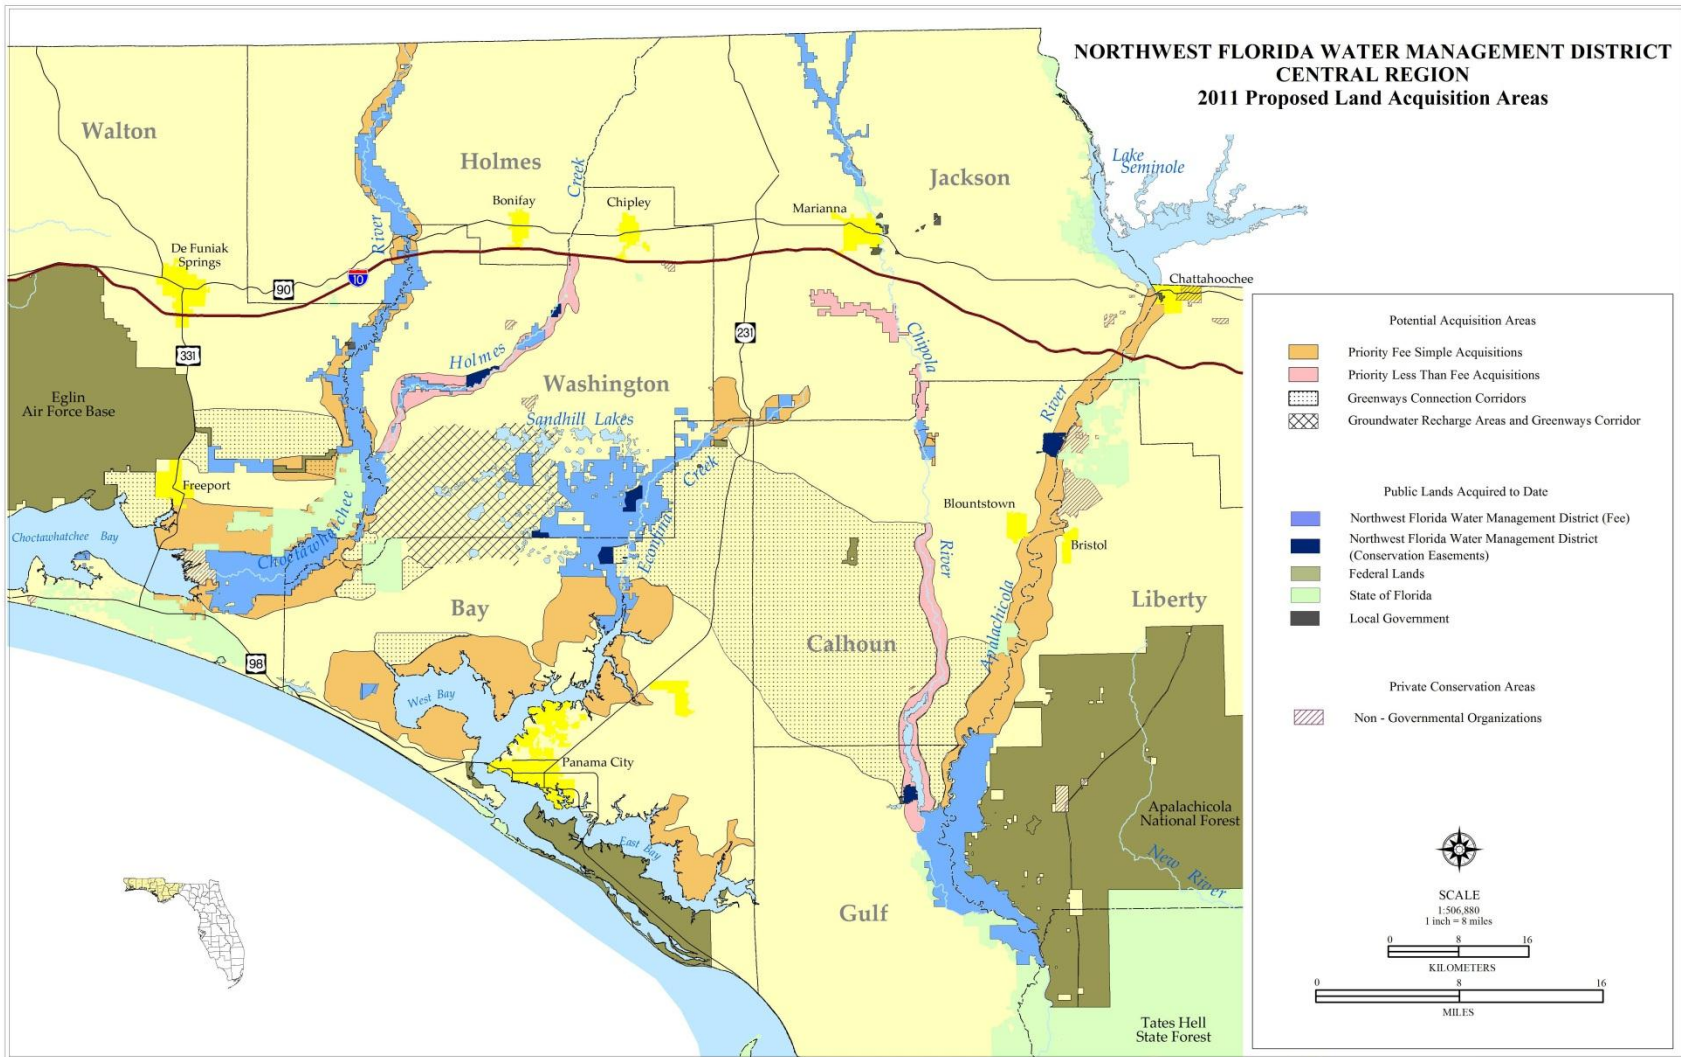 NORTHWEST FLORIDA WATER MANAGEMENT DISTRICT
CENTRAL REGION
2011 Proposed Land Acquisition Areas
Walton
Holmes
Creek
Jackson
Lake
Seminole
Bonifay
Chipley
Marianna
River
De Funiak
Springs
90
10
Chattahoochee
331
231
Chipola
Holmes
Washington
Eglin
Air Force Base
Sandhill Lakes
River
Creek
Freeport
Choctawhatchee
Blountstown
Bristol
Choctawhatchee Bay
Econfina
River
Bay
Apalachicola
Liberty
Calhoun
98
West Bay
Panama City
Apalachicola
National Forest
East Bay
New River
Gulf
Tates Hell
State Forest
Potential Acquisition Areas
Priority Fee Simple Acquisitions
Priority Less Than Fee Acquisitions
Greenways Connection Corridors
Groundwater Recharge Areas and Greenways Corridor
Public Lands Acquired to Date
Northwest Florida Water Management District (Fee)
Northwest Florida Water Management District
(Conservation Easements)
Federal Lands
State of Florida
Local Government
Private Conservation Areas
Non - Governmental Organizations
SCALE
1:506,880
1 inch = 8 miles
0 8 16
KILOMETERS
0 8 16
MILES